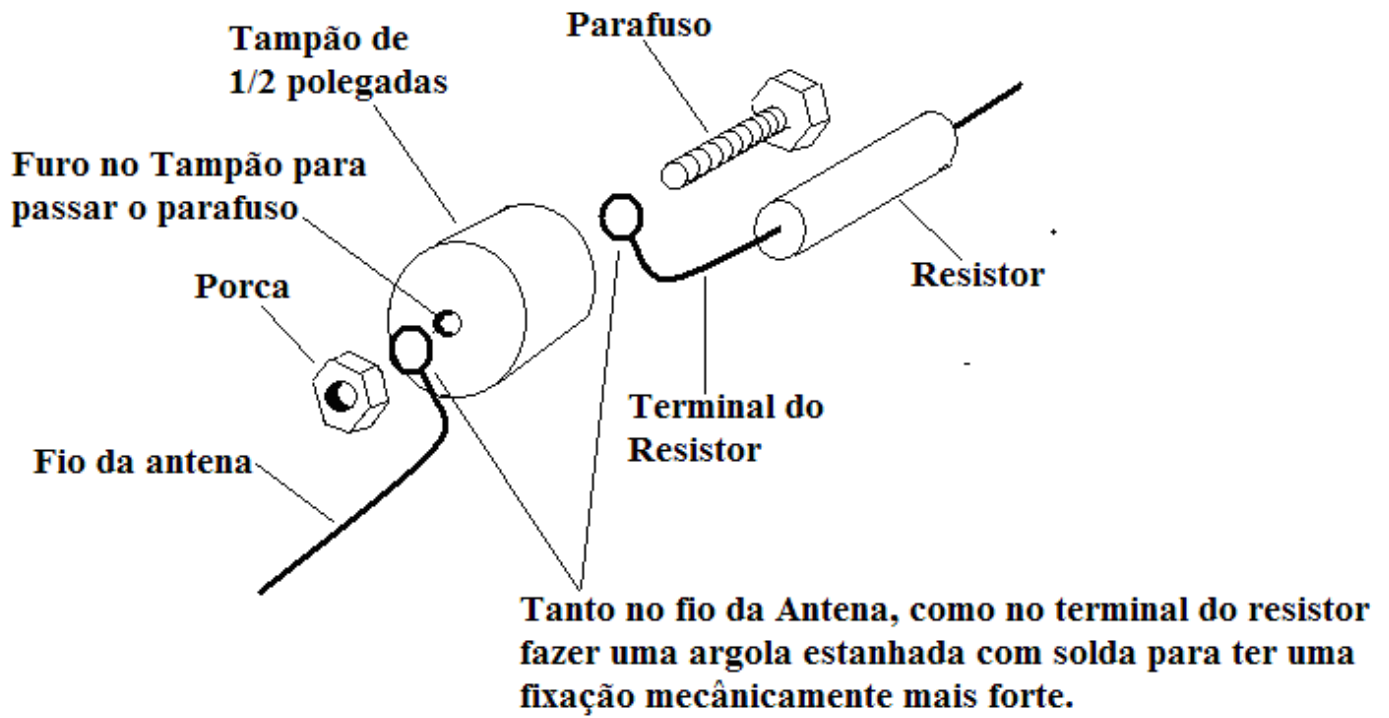 Parafuso
Tampão de
1/2 polegadas
Furo no Tampão para
passar o parafuso
Porca
Resistor
Terminal do
Resistor
Fio da antena
Tanto no fio da Antena, como no terminal do resistor
fazer uma argola estanhada com solda para ter uma
fixação mecânicamente mais forte.